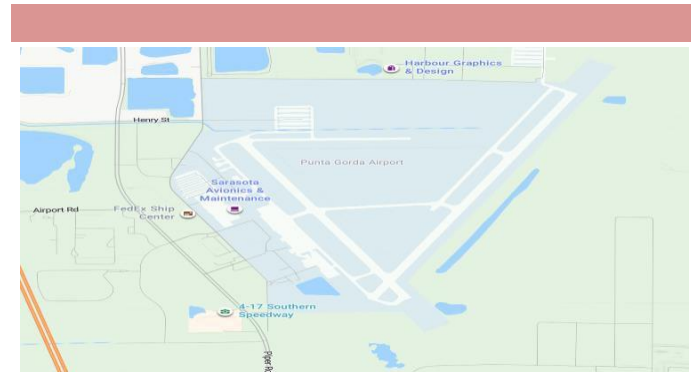 Harbour Graphics
& Design
Henry St
Punta Gorda Airport
Sarasota
Avionics &
Maintenance
Airport Rd
FedEx Ship
Center
4-17 Southern
Speedway
Piper Ro